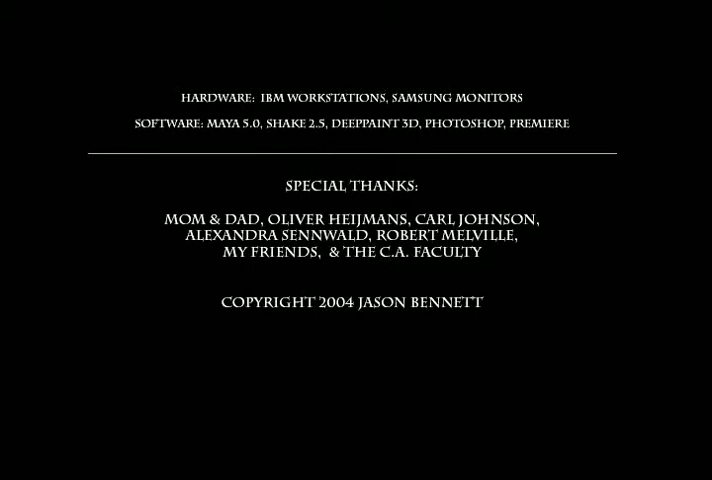 HARDWARE: IBM WORKSTATIONS, SAMSUNG MONITORS
SOFTWARE: MAYA 5.0, SHAKE 2.5, DEEPPAINT 3D, PHOTOSHOP, PREMIERE
SPECIAL THANKS:
MOM & DAD, OLIVER HEIJMANS, CARL JOHNSON,
ALEXANDRA SENNWALD, ROBERT MELVILLE,
MY FRIENDS, & THE C.A. FACULTY
COPYRIGHT 2004 JASON BENNETT